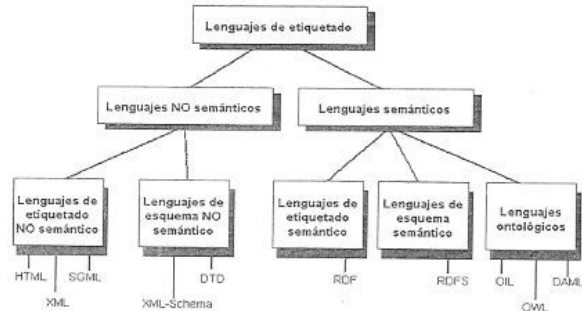 Lenguajes de etiquetado
Lenguajes NO semánticos
Lenguajes semánticos
Lenguajes de
etiquetado
NO semántico
Lenguajes de
esquema NO
semántico
Lenguajes de
etiquetado
semántico
Lenguajes de
esquema
semántico
Lenguajes
ontológicos
HTML
SGML
XML
DTD
XML-Schema
RDF
RDFS
OIL
DAML
OWL